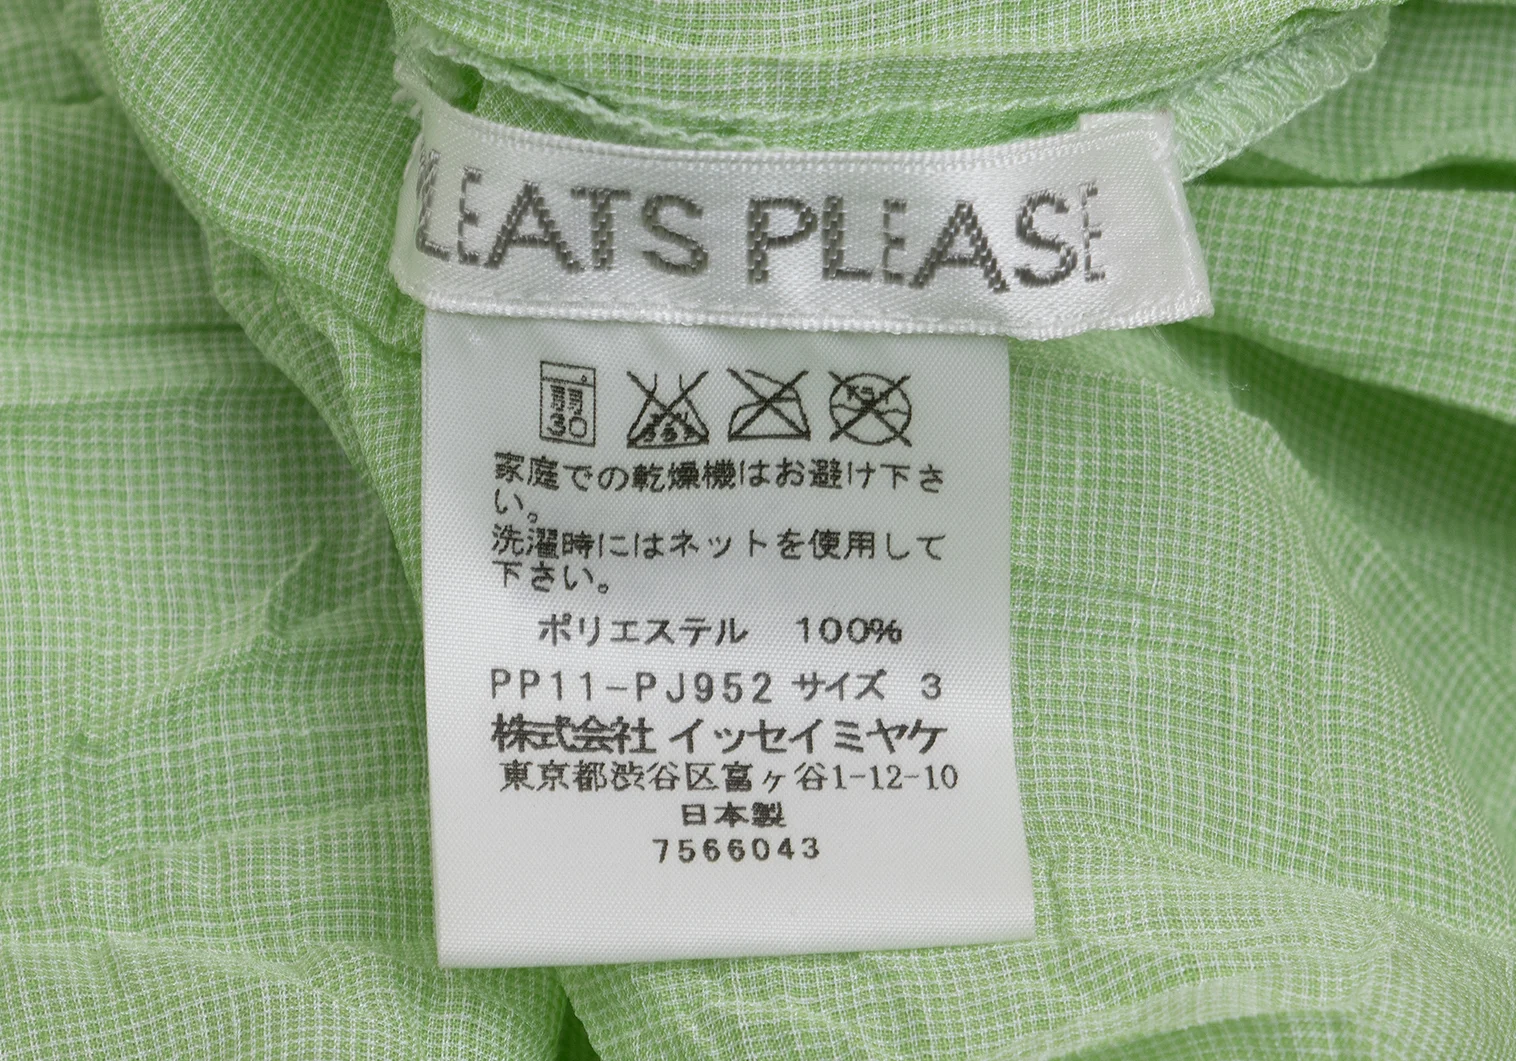 PLEATS PLEASE
弱
30
家庭での乾燥機はお避け下さ
い。
洗濯時にはネットを使用して
下さい。
ポリエステル 100%
PP11-PJ952 サイズ 3
株式会社 イッセイミヤケ
東京都渋谷区富ヶ谷1-12-10
日本製
7566043